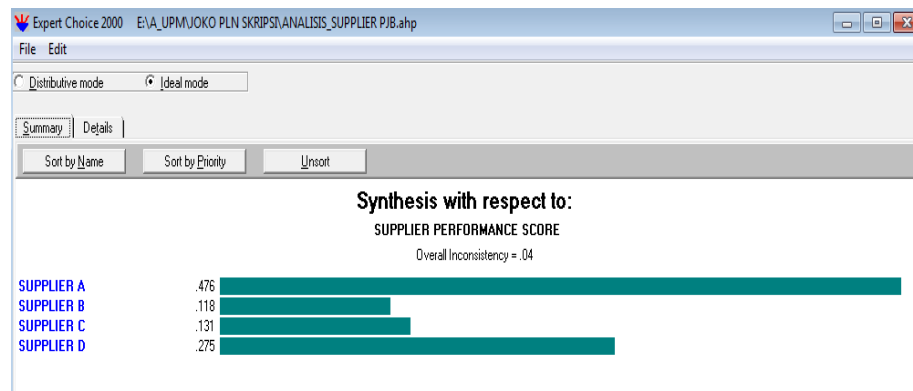 Expert Choice 2000 E:\A_UPM\JOKO PLN SKRIPSI\ANALISIS_SUPPLIER PJB.ahp
File Edit
Distributive mode Ideal mode
Summary Details
Sort by Name Sort by Priority Unsort
Synthesis with respect to:
SUPPLIER PERFORMANCE SCORE
Overall Inconsistency = .04
SUPPLIER A .476
SUPPLIER B .118
SUPPLIER C .131
SUPPLIER D .275